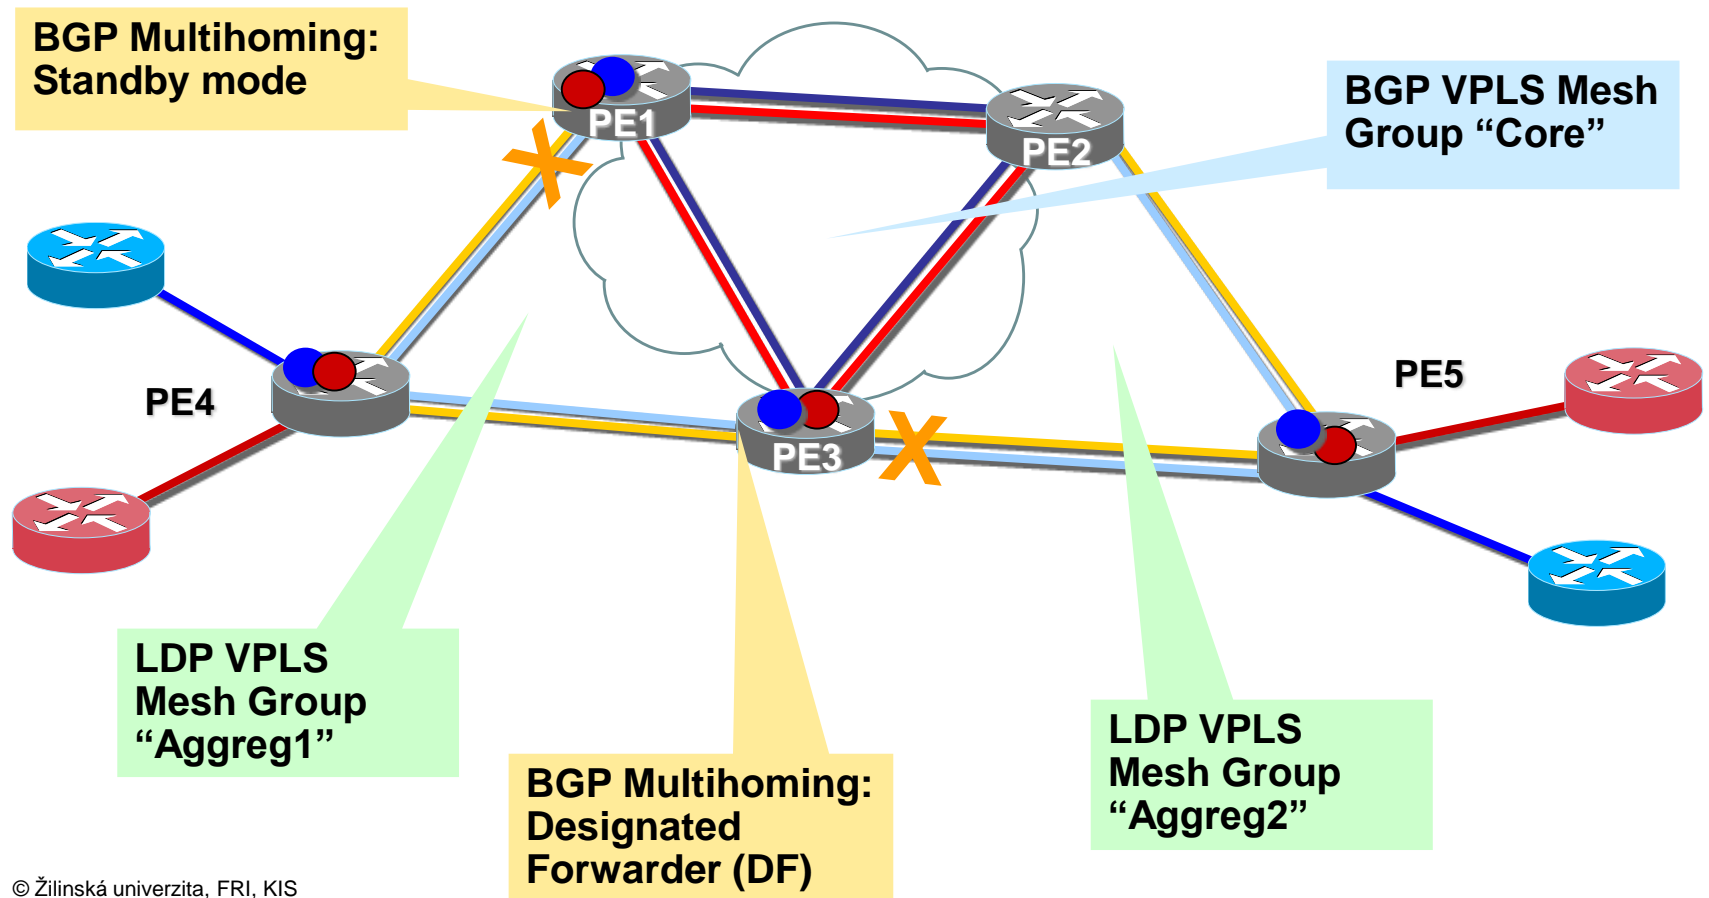 BGP Multihoming:
Standby mode
PE1
PE2
BGP VPLS Mesh
Group “Core”
PE4
PE5
PE3
LDP VPLS
Mesh Group
“Aggreg1”
LDP VPLS
Mesh Group
“Aggreg2”
BGP Multihoming:
Designated
Forwarder (DF)
© Žilinská univerzita, FRI, KIS